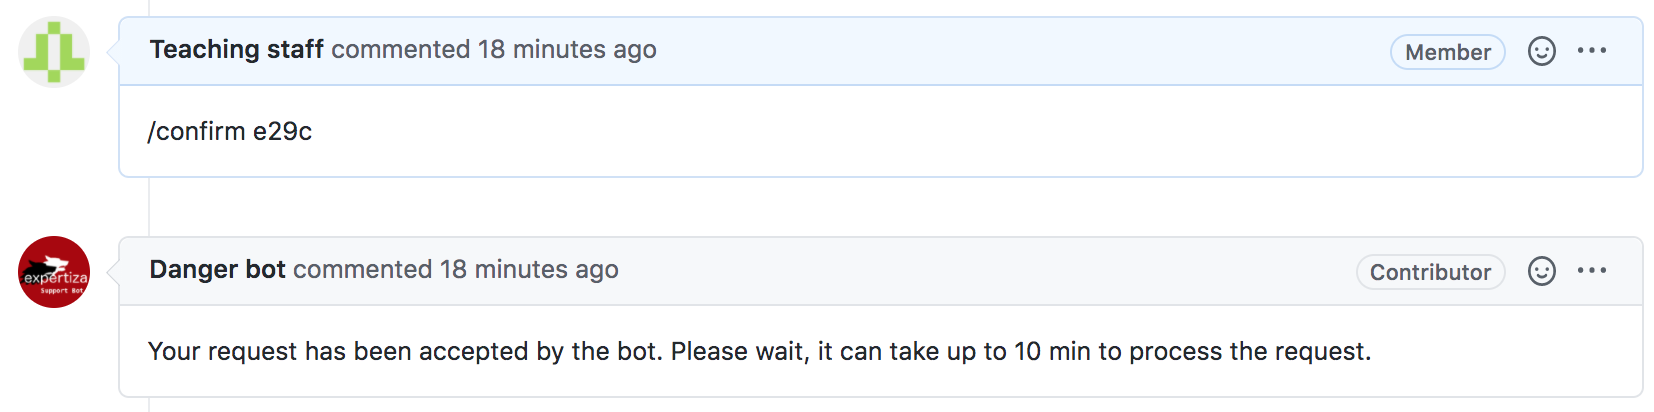 Teaching staff commented 18 minutes ago
Member
/confirm e29c
expertiza
Support Bot
Danger bot commented 18 minutes ago
Contributor
Your request has been accepted by the bot. Please wait, it can take up to 10 min to process the request.